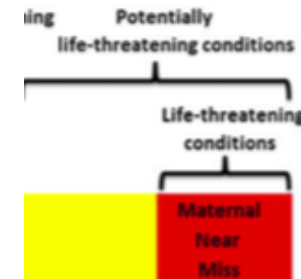 Potentially
life-threatening conditions
Life-threatening
conditions
Maternal
Near
Miss